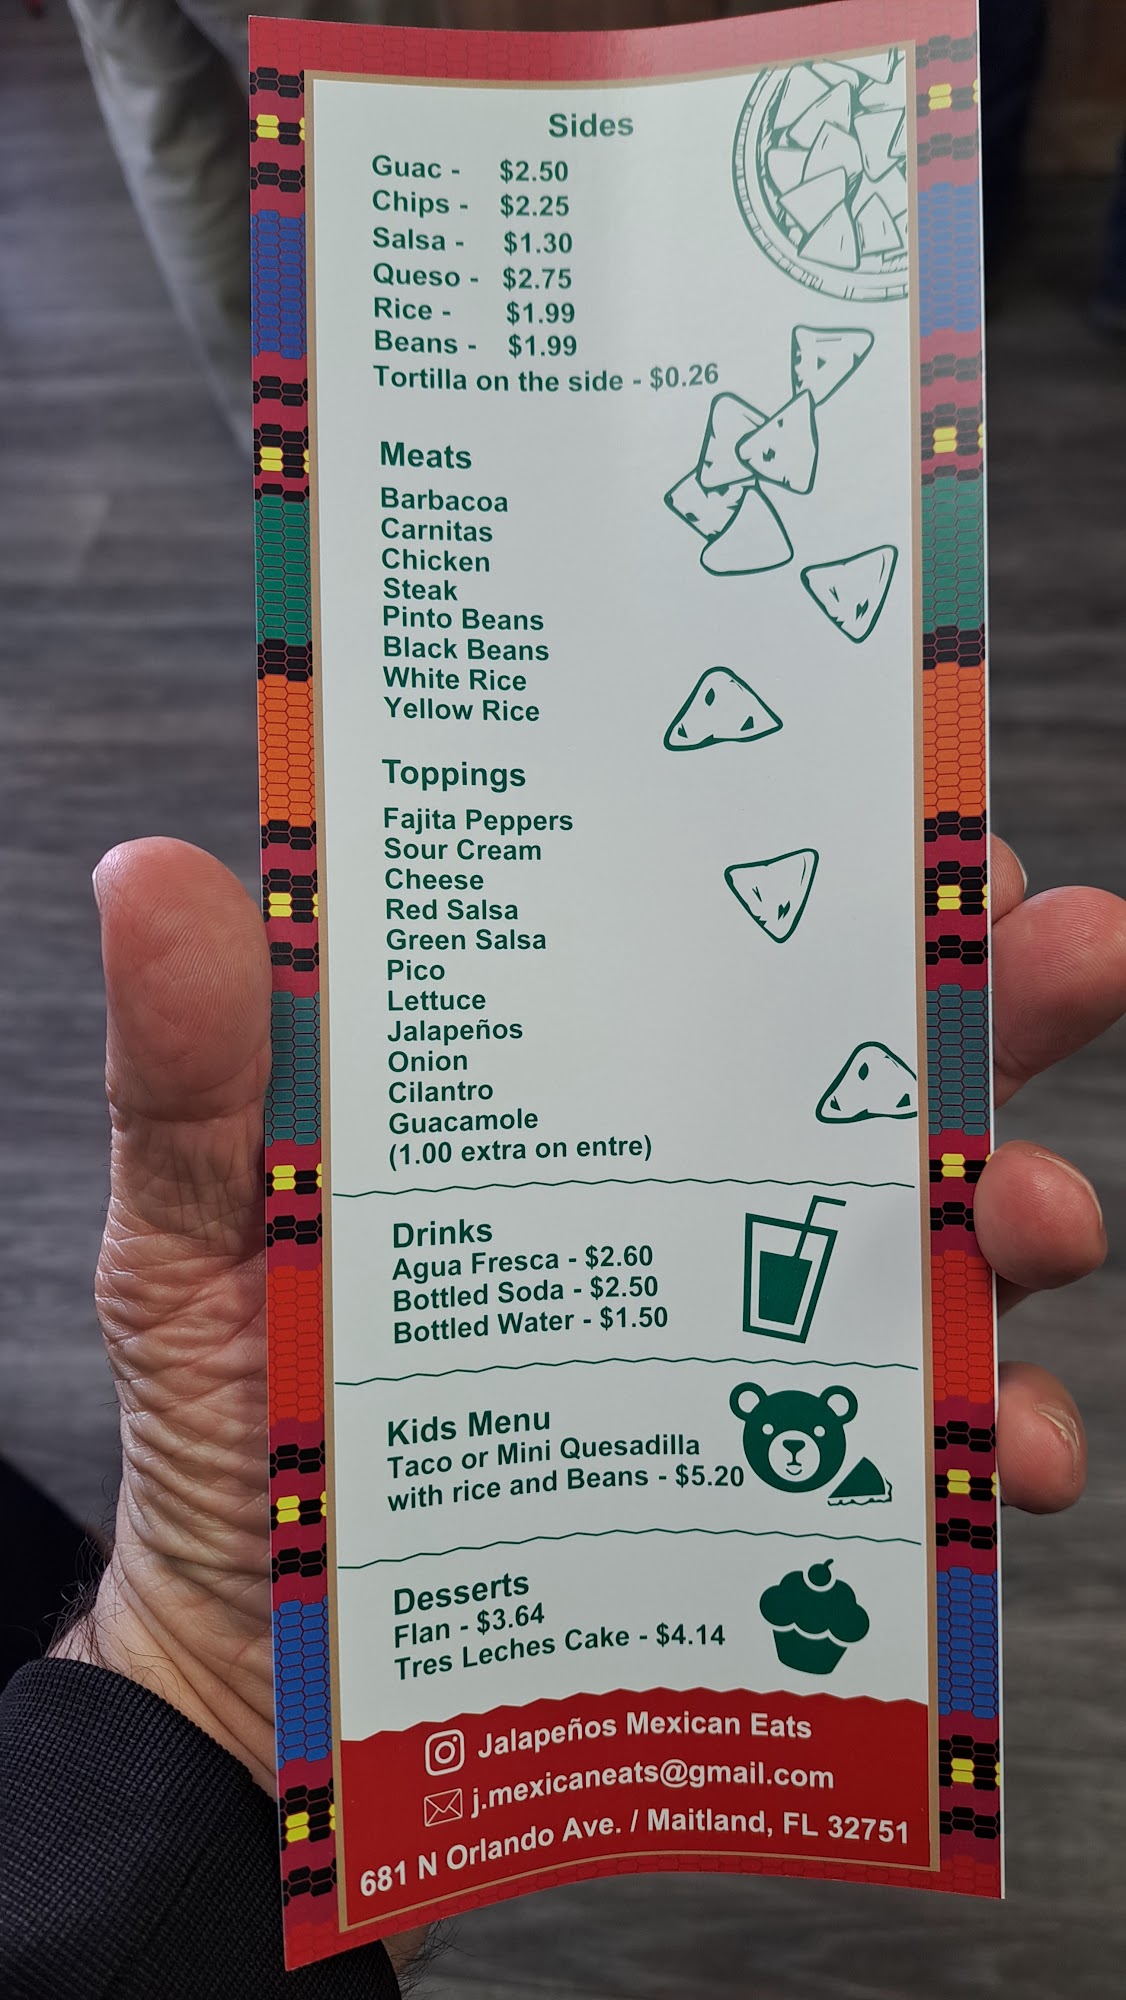 Sides
Guac - $2.50
Chips - $2.25
Salsa - $1.30
Queso - $2.75
Rice - $1.99
Beans - $1.99
Tortilla on the side - $0.26
Meats
Barbacoa
Carnitas
Chicken
Steak
Pinto Beans
Black Beans
White Rice
Yellow Rice
Toppings
Fajita Peppers
Sour Cream
Cheese
Red Salsa
Green Salsa
Pico
Lettuce
Jalapeños
Onion
Cilantro
Guacamole
(1.00 extra on entre)
Drinks
Agua Fresca - $2.60
Bottled Soda - $2.50
Bottled Water - $1.50
Kids Menu
Taco or Mini Quesadilla
with rice and Beans - $5.20
Desserts
Flan - $3.64
Tres Leches Cake - $4.14
Jalapeños Mexican Eats
j.mexicaneats@gmail.com
681 N Orlando Ave. / Maitland, FL 32751